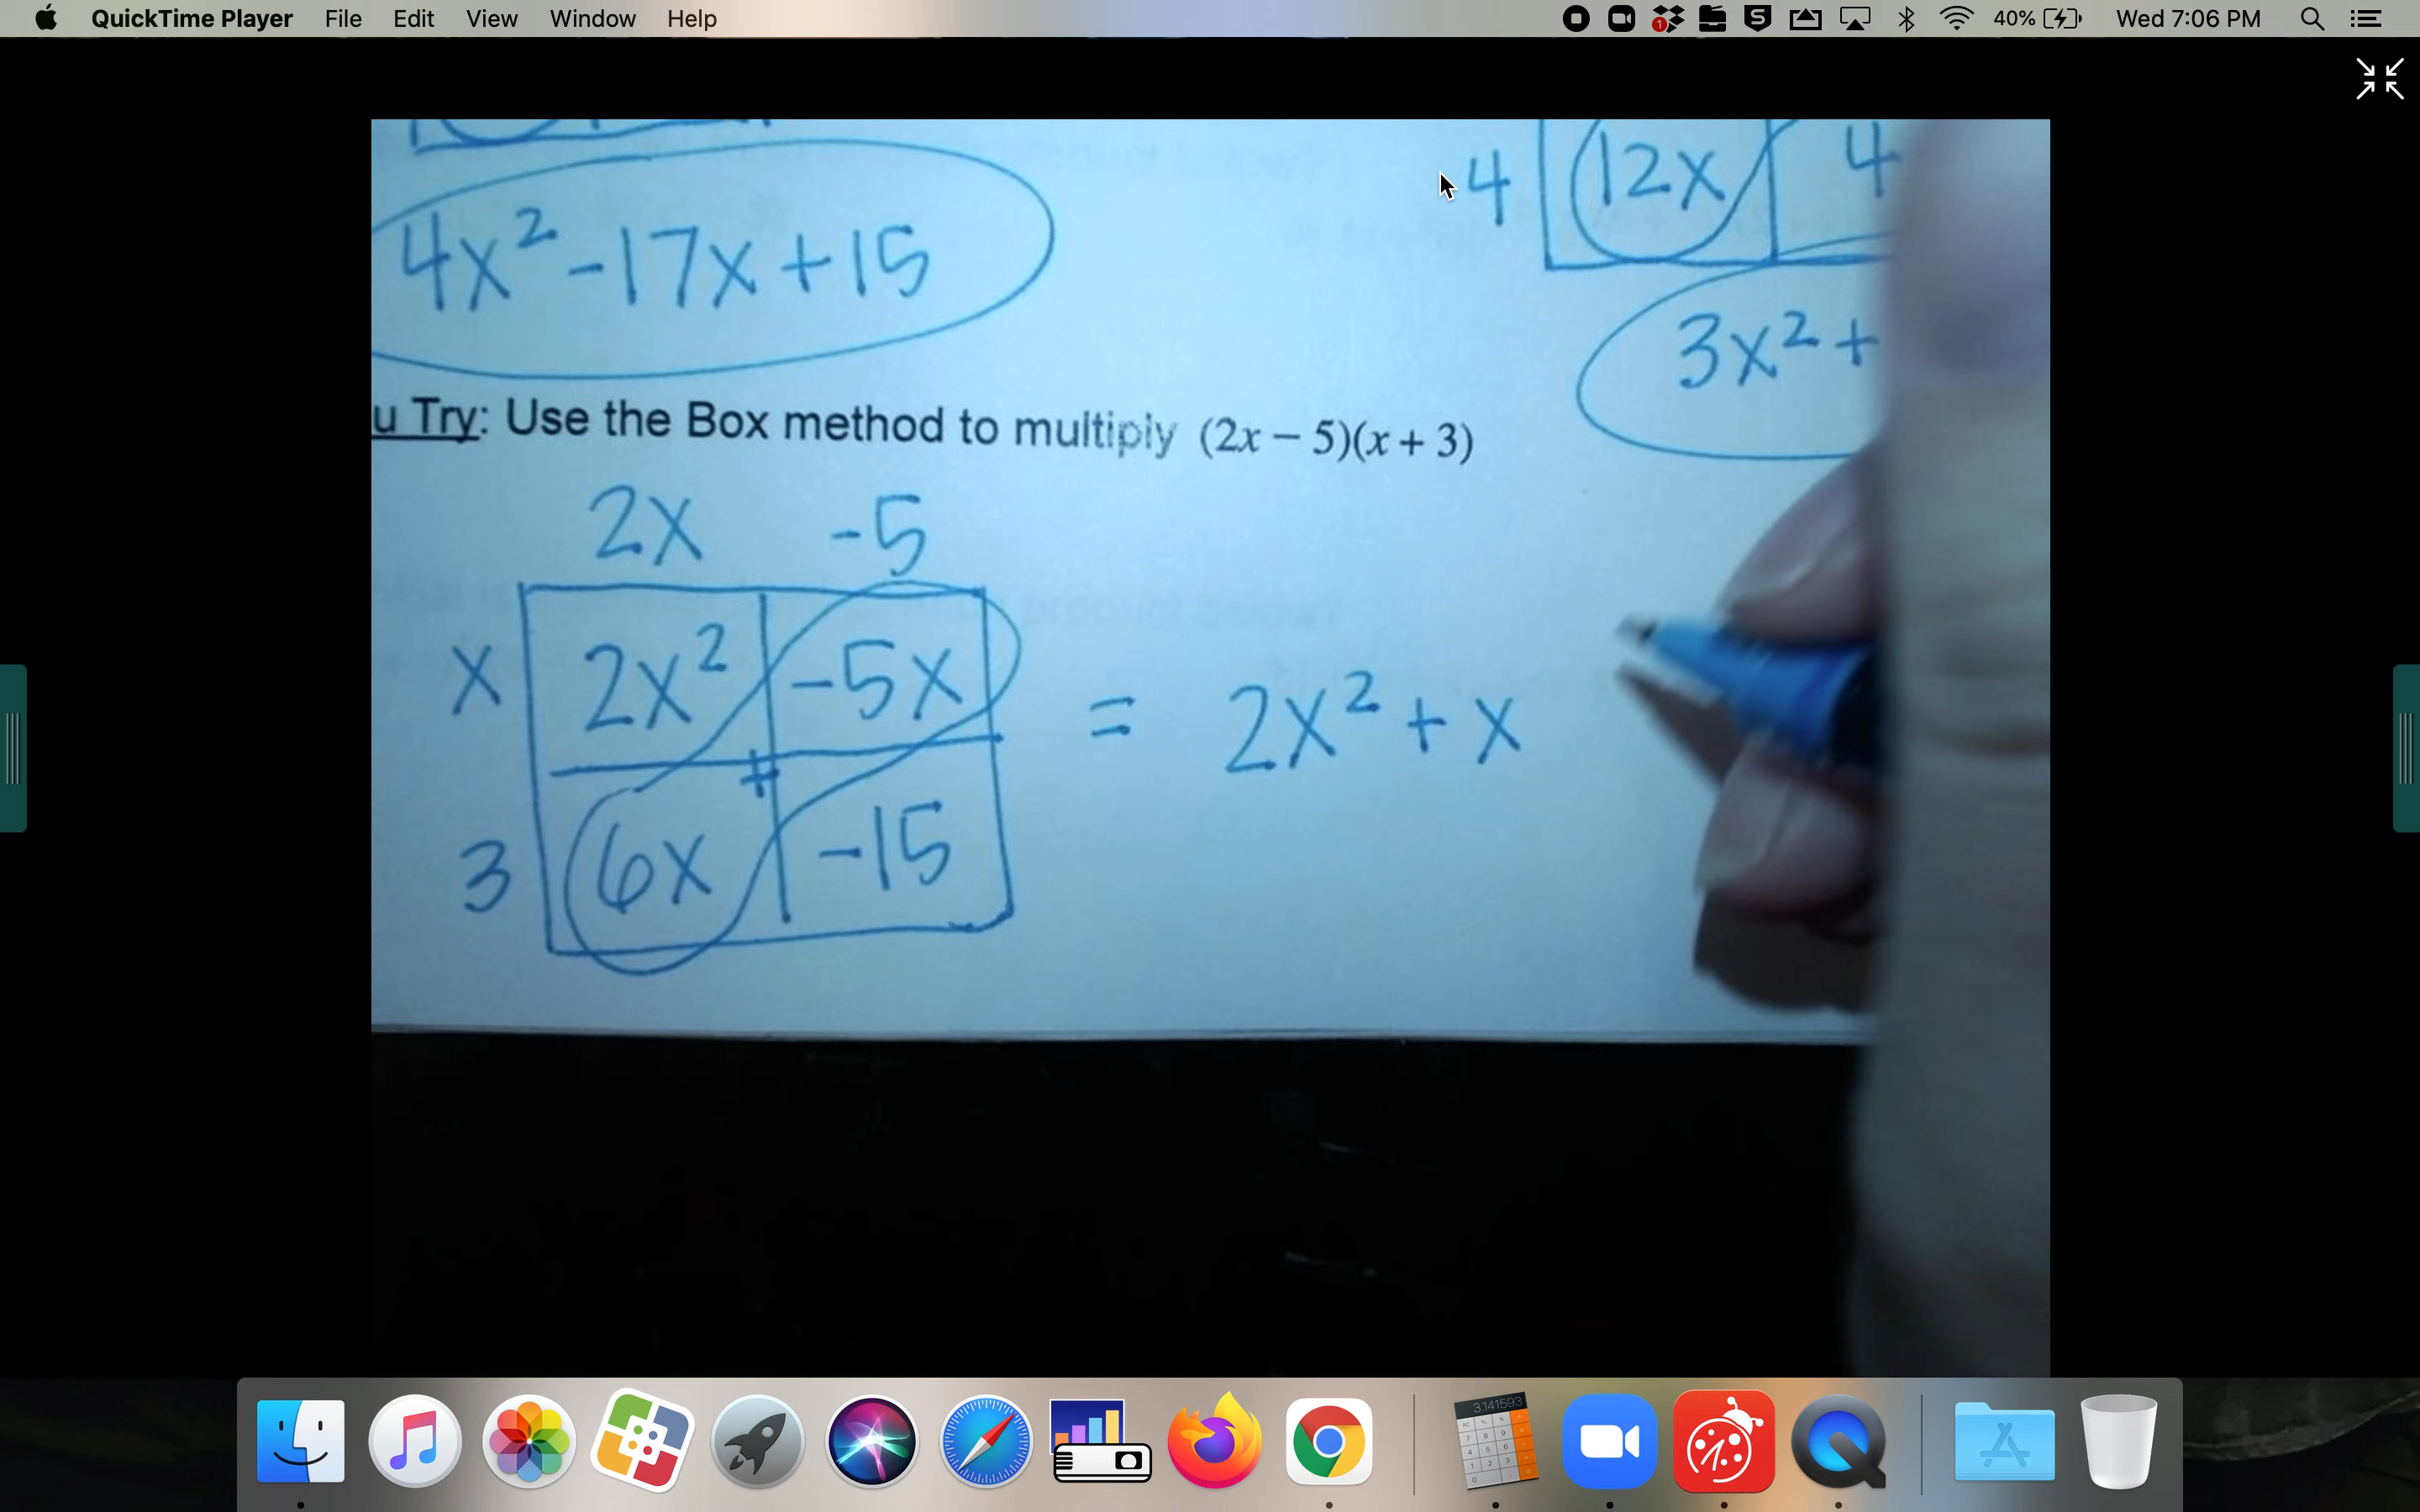 QuickTime Player File Edit View Window Help 1 S 40% Wed 7:06 PM
4x² -17x +15
4 12x 4
3x² +
u Try: Use the Box method to multiply (2x − 5)(x + 3)
2x -5
x 2x² -5x
= 2x² + x
3 6x -15
3.141593